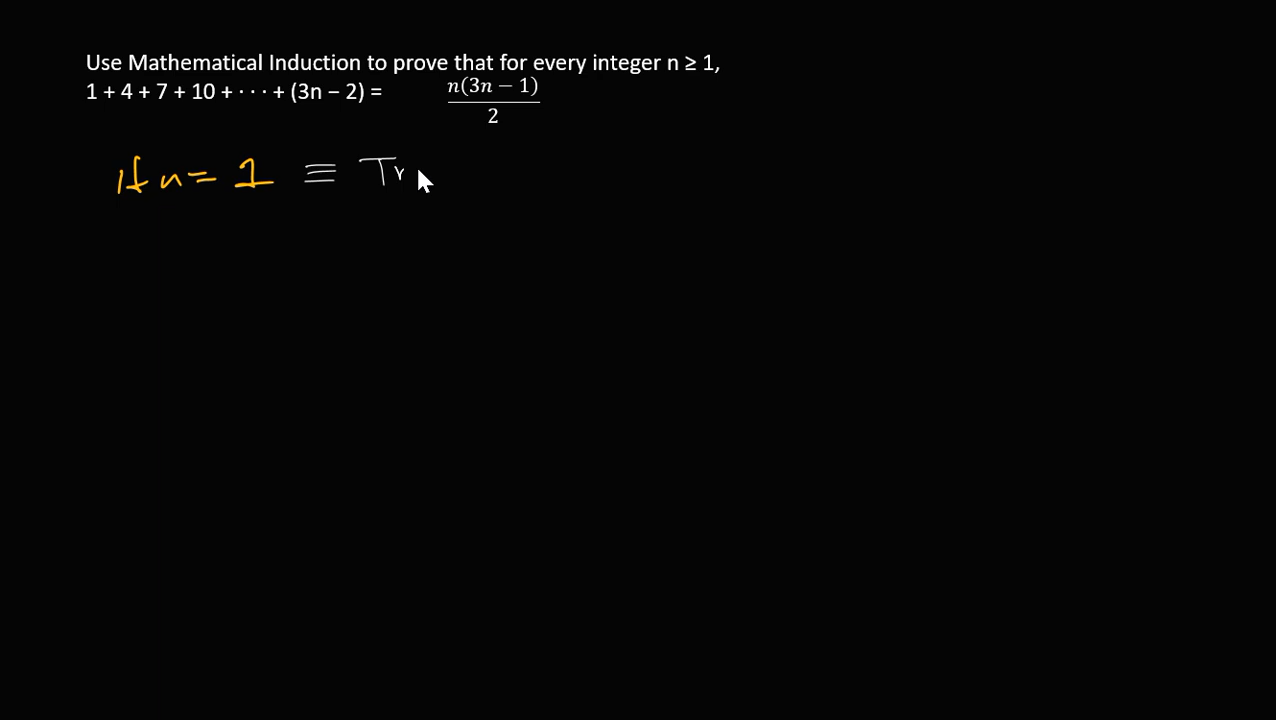 Use Mathematical Induction to prove that for every integer n ≥ 1,
1 + 4 + 7 + 10 + · · · + (3n − 2) = n(3n − 1)/2
If n = 1 ≡ Tr